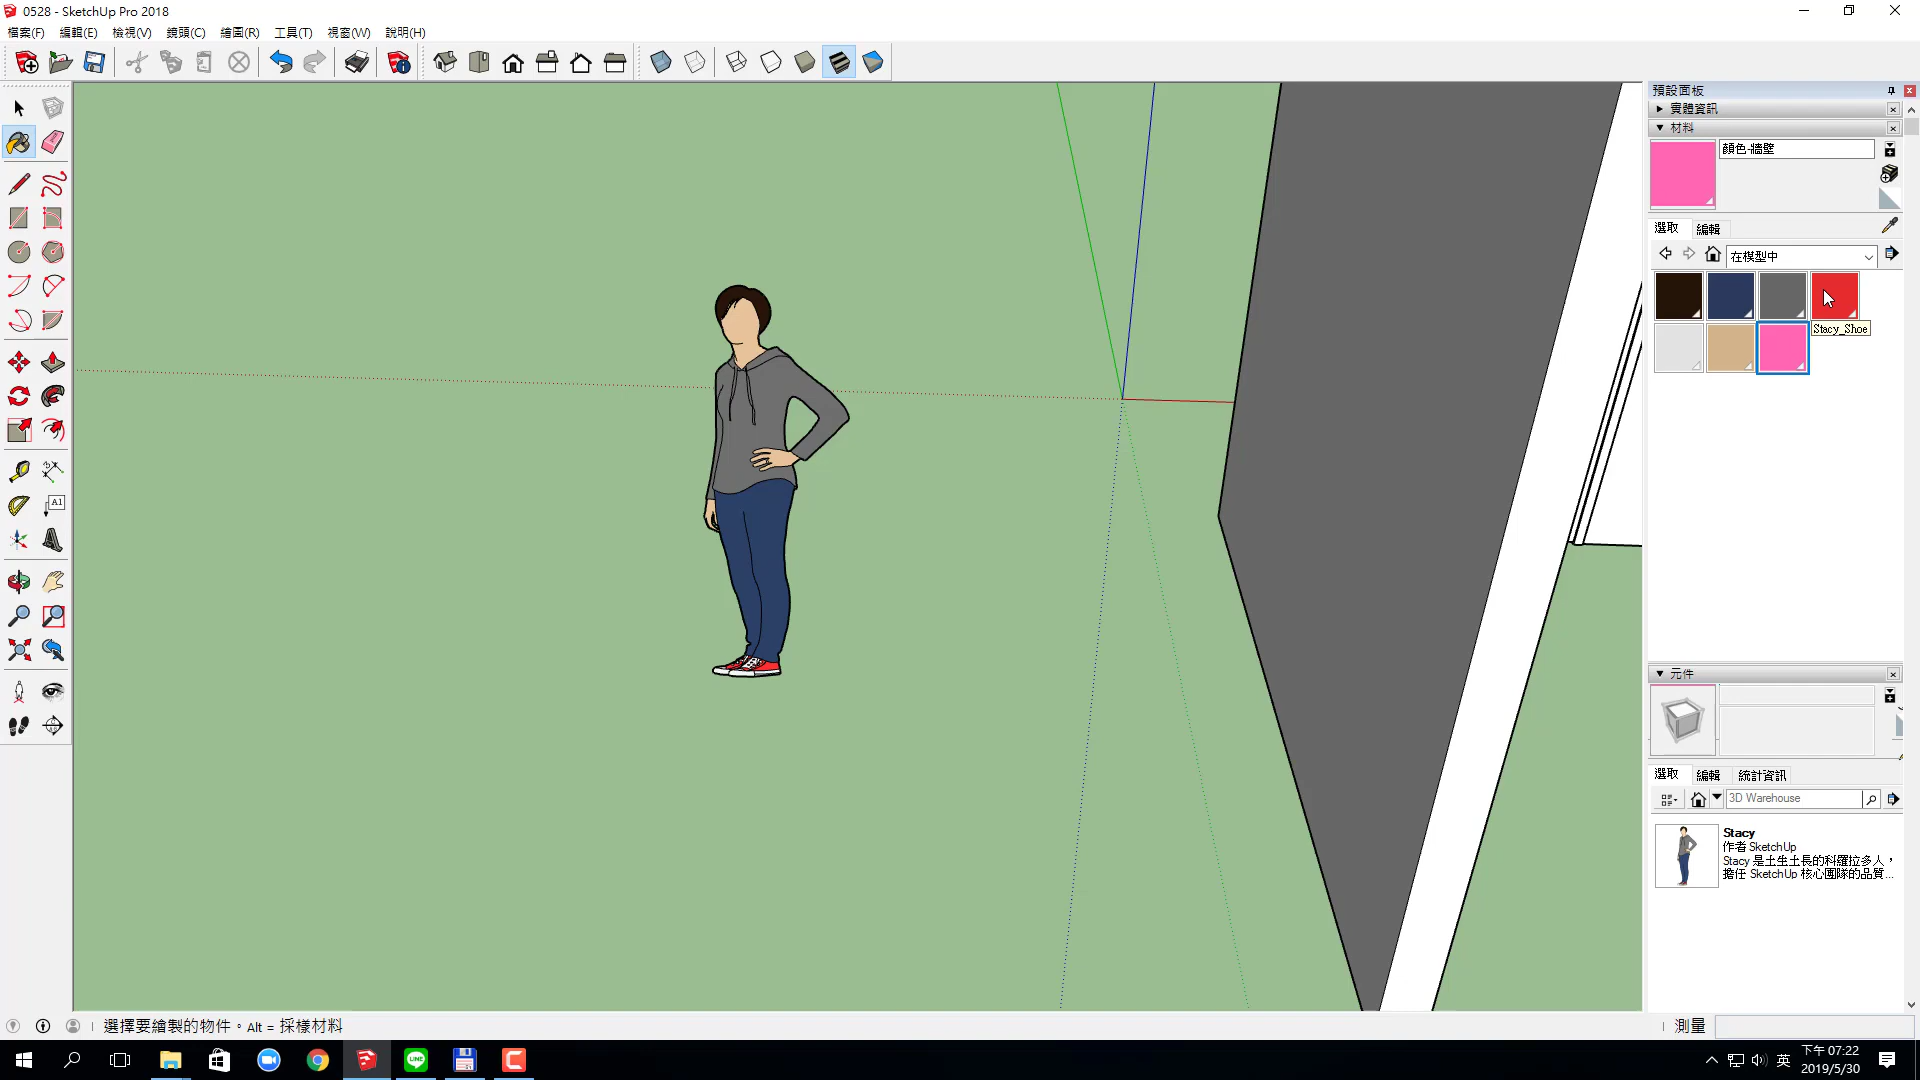 0528 - SketchUp Pro 2018
檔案(F) 編輯(E) 檢視(V) 鏡頭(C) 繪圖(R) 工具(T) 視窗(W) 說明(H)
預設面板
實體資訊
材料
顏色-牆壁
選取 編輯
在模型中
Stacy_Shoe
A1
元件
選取 編輯 統計資訊
3D Warehouse
Stacy
作者 SketchUp
Stacy 是土生土長的科羅拉多人，
擔任 SketchUp 核心團隊的品質...
選擇要繪製的物件。Alt = 採樣材料
測量
LINE
英
下午 07:22
2019/5/30